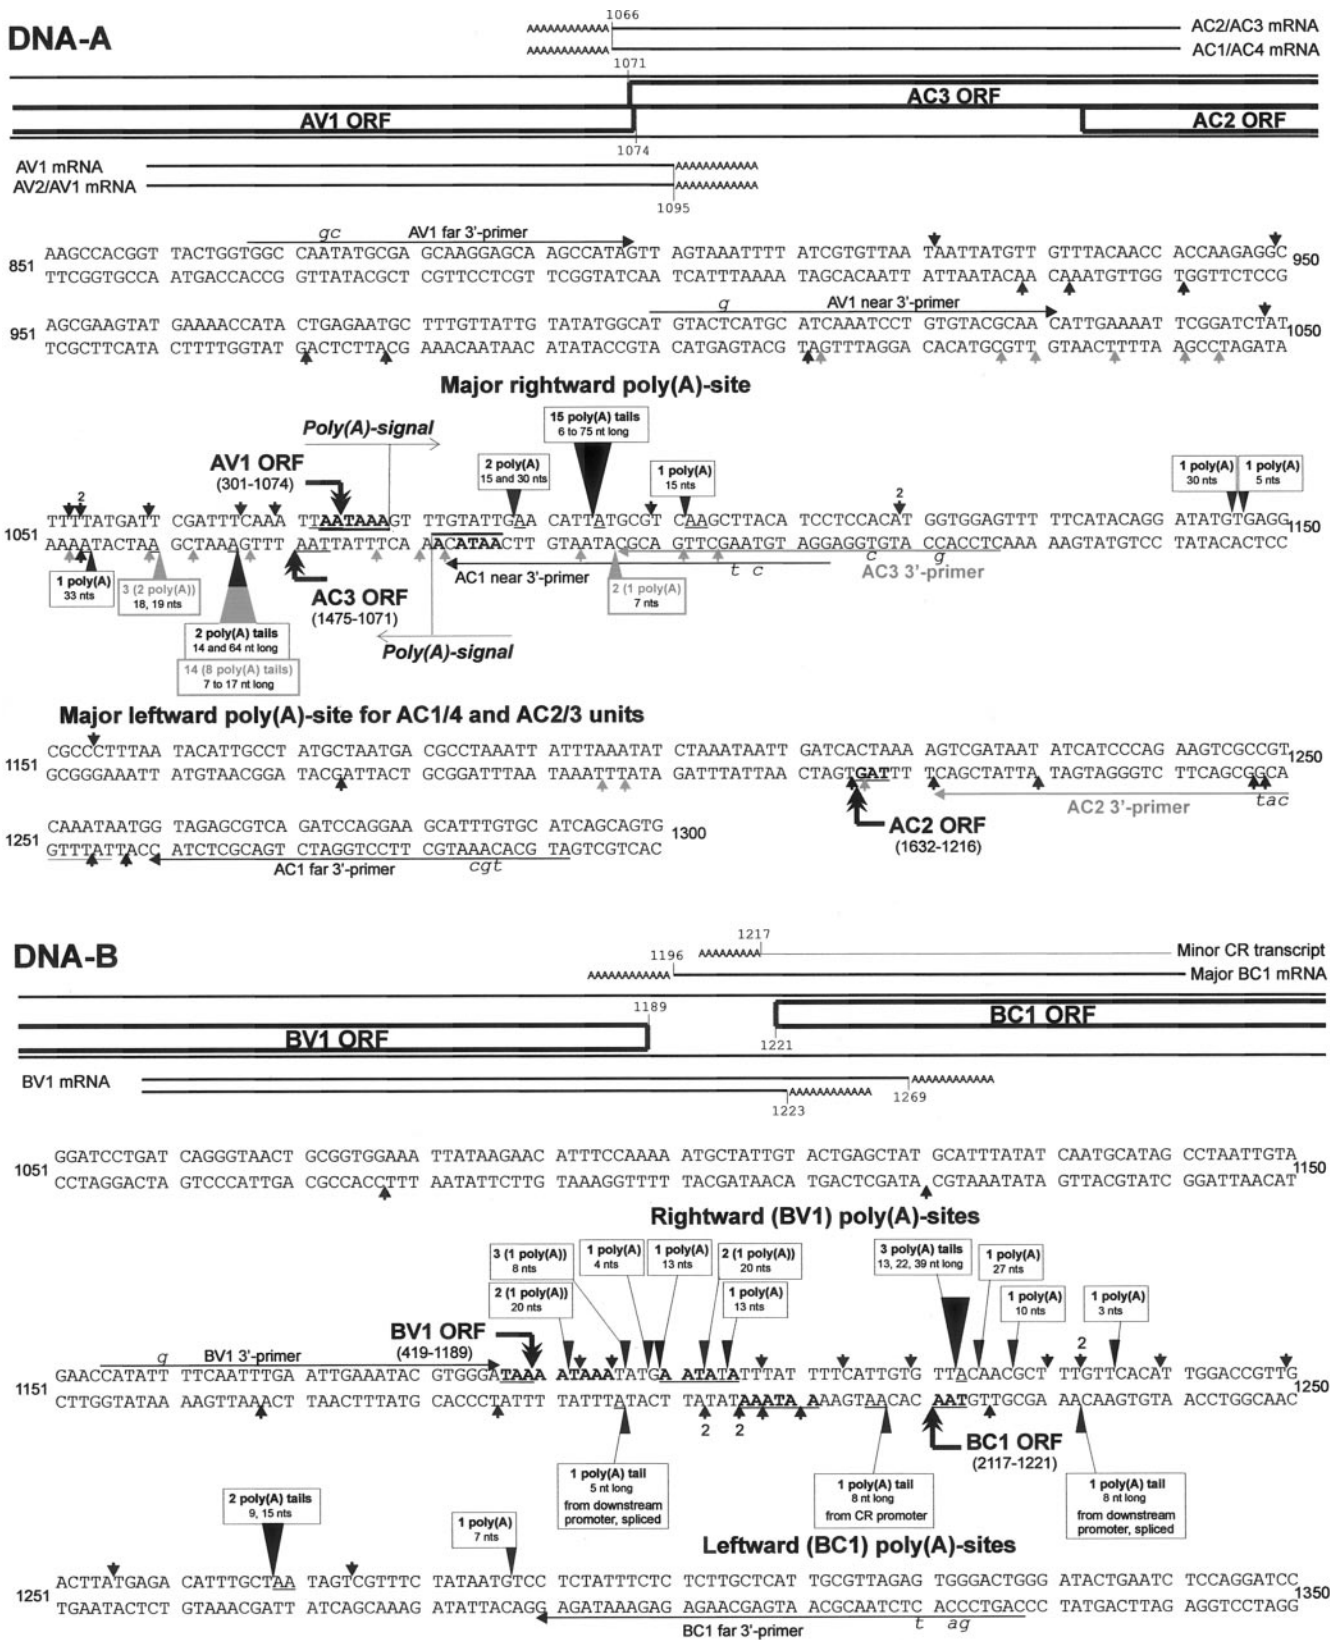 DNA-A
1066
AAAAAAAAAAAA AC2/AC3 mRNA
AAAAAAAAAAAA AC1/AC4 mRNA
1071
AC3 ORF
AV1 ORF AC2 ORF
1074
AV1 mRNA AAAAAAAAAAAA
AV2/AV1 mRNA AAAAAAAAAAAA
1095
gc AV1 far 3'-primer
851 AAGCCACGGT TACTGGTGGC CAATATGCGA GCAAGGAGCA AGCCATAGTT AGTAAATTTT ATCGTGTTAA TAATTATGTT GTTTACAACC ACCAAGAGGC 950
TTCGGTGCCA ATGACCACCG GTTATACGCT CGTTCCTCGT TCGGTATCAA TCATTTAAAA TAGCACAATT ATTAATACAA CAAATGTTGG TGGTTCTCCG
g AV1 near 3'-primer
951 AGCGAAGTAT GAAAACCATA CTGAGAATGC TTTGTTATTG TATATGGCAT GTACTCATGC ATCAAATCCT GTGTACGCAA CATTGAAAAT TCGGATCTAT 1050
TCGCTTCATA CTTTTGGTAT GACTCTTACG AAACAATAAC ATATACCGTA CATGAGTACG TAGTTTAGGA CACATGCGTT GTAACTTTTA AGCCTAGATA
Major rightward poly(A)-site
Poly(A)-signal
15 poly(A) tails
6 to 75 nt long
AV1 ORF
(301-1074)
2 poly(A)
15 and 30 nts
1 poly(A)
15 nts
1 poly(A)
30 nts
1 poly(A)
5 nts
2 2
1051 TTTTATGATT CGATTTCAAA TTAATAAAGT TTGTATTGAA CATTATGCGT CAAGCTTACA TCCTCCACAT GGTGGAGTTT TTCATACAGG ATATGTGAGG 1150
AAAATACTAA GCTAAAGTTT AATTATTTCA AACATAACTT GTAATACGCA GTTCGAATGT AGGAGGTGTA CCACCTCAAA AAGTATGTCC TATACACTCC
AC1 near 3'-primer
t c
c g
AC3 3'-primer
1 poly(A)
33 nts
3 (2 poly(A))
18, 19 nts
AC3 ORF
(1475-1071)
2 (1 poly(A)
7 nts
2 poly(A) tails
14 and 64 nt long
Poly(A)-signal
14 (8 poly(A) tails)
7 to 17 nt long
Major leftward poly(A)-site for AC1/4 and AC2/3 units
1151 CGCCCTTTAA TACATTGCCT ATGCTAATGA CGCCTAAATT ATTTAAATAT CTAAATAATT GATCACTAAA AGTCGATAAT ATCATCCCAG AAGTCGCCGT 1250
GCGGGAAATT ATGTAACGGA TACGATTACT GCGGATTTAA TAAATTTATA GATTTATTAA CTAGTGATTT TCAGCTATTA TAGTAGGGTC TTCAGCGGCA
AC2 3'-primer tac
AC2 ORF
(1632-1216)
1251 CAAATAATGG TAGAGCGTCA GATCCAGGAA GCATTTGTGC ATCAGCAGTG 1300
GTTTATTACC ATCTCGCAGT CTAGGTCCTT CGTAAACACG TAGTCGTCAC
AC1 far 3'-primer cgt
DNA-B
1217
AAAAAAAAA Minor CR transcript
1196
AAAAAAAAAAAA Major BC1 mRNA
1189
BC1 ORF
BV1 ORF
1221
BV1 mRNA
1269 AAAAAAAAAAAA
1223 AAAAAAAAAAAA
1051 GGATCCTGAT CAGGGTAACT GCGGTGGAAA TTATAAGAAC ATTTCCAAAA ATGCTATTGT ACTGAGCTAT GCATTTATAT CAATGCATAG CCTAATTGTA 1150
CCTAGGACTA GTCCCATTGA CGCCACCTTT AATATTCTTG TAAAGGTTTT TACGATAACA TGACTCGATA CGTAAATATA GTTACGTATC GGATTAACAT
Rightward (BV1) poly(A)-sites
3 (1 poly(A))
8 nts
1 poly(A)
4 nts
1 poly(A)
13 nts
2 (1 poly(A))
20 nts
3 poly(A) tails
13, 22, 39 nt long
1 poly(A)
27 nts
2 (1 poly(A))
20 nts
1 poly(A)
13 nts
1 poly(A)
10 nts
1 poly(A)
3 nts
BV1 ORF
(419-1189)
g BV1 3'-primer
2
1151 GAACCATATT TTCAATTTGA ATTGAAATAC GTGGGATAAA ATAAATATGA AATATATTTAT TTTCATTGTG TTACAACGCT TTGTTCACAT TGGACCGTTG 1250
CTTGGTATAA AAGTTAAACT TAACTTTATG CACCCTATTT TATTTATACT TATATAAATA AAAGTAACAC AATGTTGCGA AACAAGTGTA ACCTGGCAAC
2 2
BC1 ORF
(2117-1221)
1 poly(A) tail
5 nt long
from downstream
promoter, spliced
1 poly(A) tail
8 nt long
from CR promoter
1 poly(A) tail
8 nt long
from downstream
promoter, spliced
2 poly(A) tails
9, 15 nts
1 poly(A)
7 nts
Leftward (BC1) poly(A)-sites
1251 ACTTATGAGA CATTTGCTAA TAGTCGTTTC TATAATGTCC TCTATTTCTC TCTTGCTCAT TGCGTTAGAG TGGGACTGGG ATACTGAATC TCCAGGATCC 1350
TGAATACTCT GTAAACGATT ATCAGCAAAG ATATTACAGG AGATAAAGAG AGAACGAGTA ACGCAATCTC ACCCTGACCC TATGACTTAG AGGTCCTAGG
BC1 far 3'-primer t ag